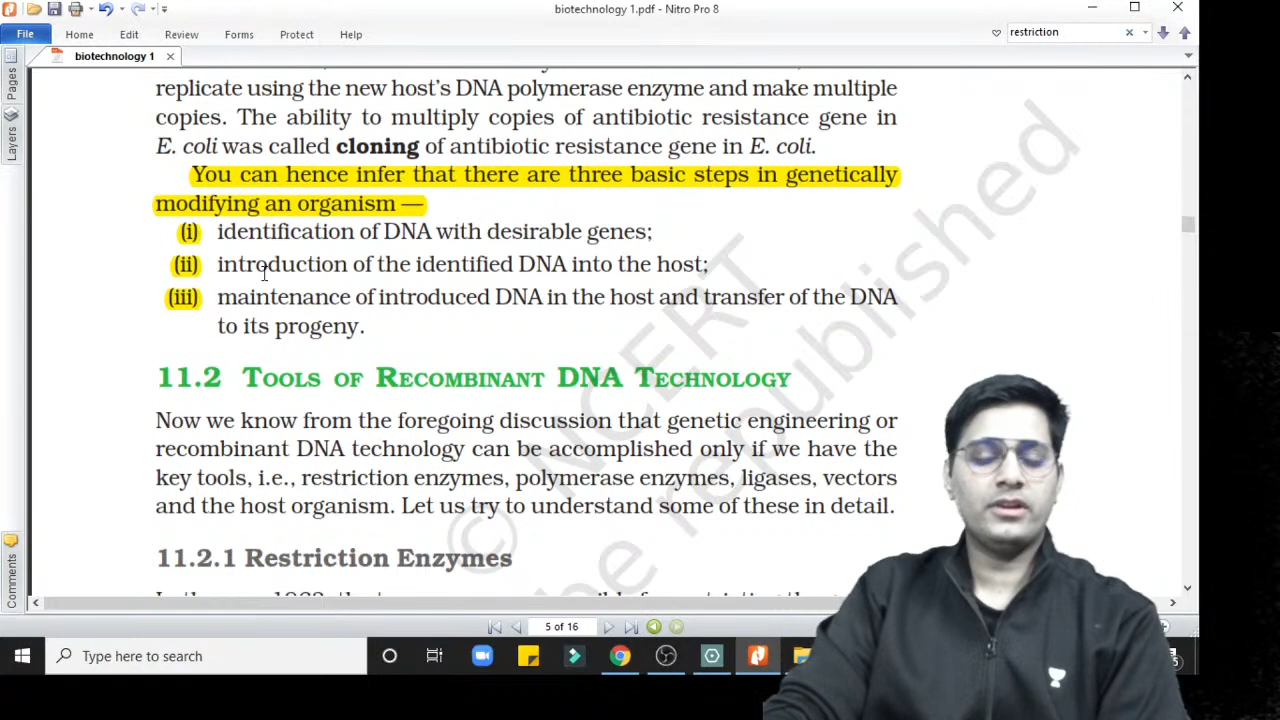 biotechnology 1.pdf - Nitro Pro 8
File Home Edit Review Forms Protect Help
restriction
biotechnology 1
Pages
Layers
Comments
replicate using the new host's DNA polymerase enzyme and make multiple
copies. The ability to multiply copies of antibiotic resistance gene in
E. coli was called cloning of antibiotic resistance gene in E. coli.
You can hence infer that there are three basic steps in genetically
modifying an organism —
(i) identification of DNA with desirable genes;
(ii) introduction of the identified DNA into the host;
(iii) maintenance of introduced DNA in the host and transfer of the DNA
to its progeny.
11.2 TOOLS OF RECOMBINANT DNA TECHNOLOGY
Now we know from the foregoing discussion that genetic engineering or
recombinant DNA technology can be accomplished only if we have the
key tools, i.e., restriction enzymes, polymerase enzymes, ligases, vectors
and the host organism. Let us try to understand some of these in detail.
11.2.1 Restriction Enzymes
© NCERT
be republished
5 of 16
Type here to search